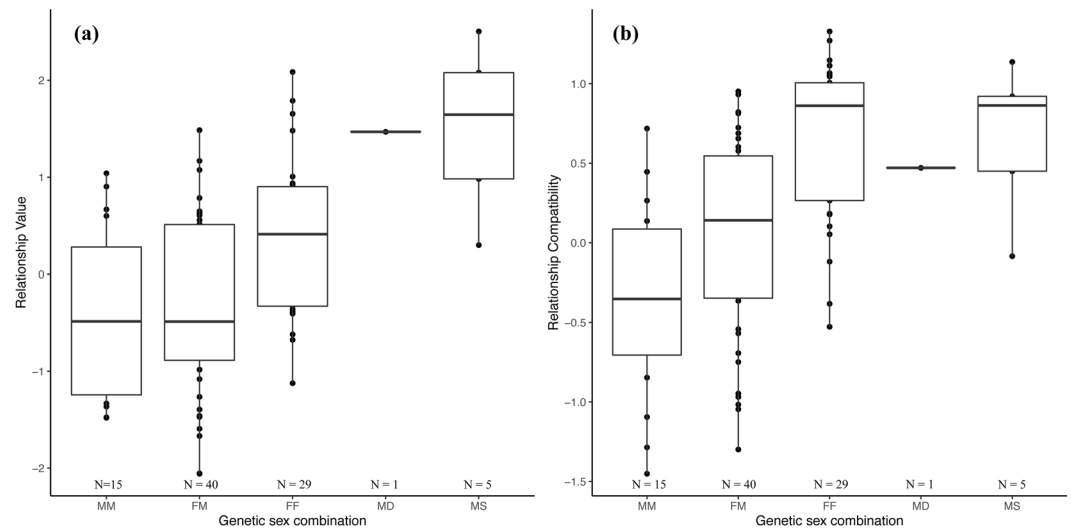 (a)
Relationship Value
2
1
0
−1
−2
N=15
N = 40
N = 29
N = 1
N = 5
MM
FM
FF
MD
MS
Genetic sex combination
(b)
Relationship Compatibility
1.0
0.5
0.0
−0.5
−1.0
−1.5
N = 15
N = 40
N = 29
N = 1
N = 5
MM
FM
FF
MD
MS
Genetic sex combination